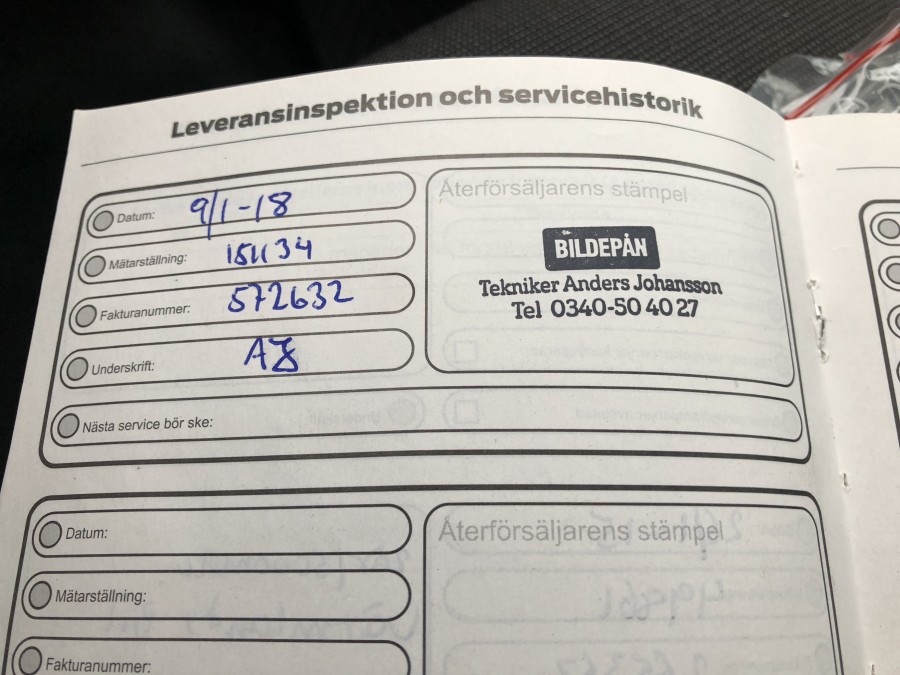 Leveransinspektion och servicehistorik
Datum: 9/1-18
Mätarställning: 151134
Fakturanummer: 572632
Underskrift: AJ
Nästa service bör ske:
Återförsäljarens stämpel
BILDEPÅN
Tekniker Anders Johansson
Tel 0340-50 40 27
Datum:
Mätarställning:
Fakturanummer:
Återförsäljarens stämpel